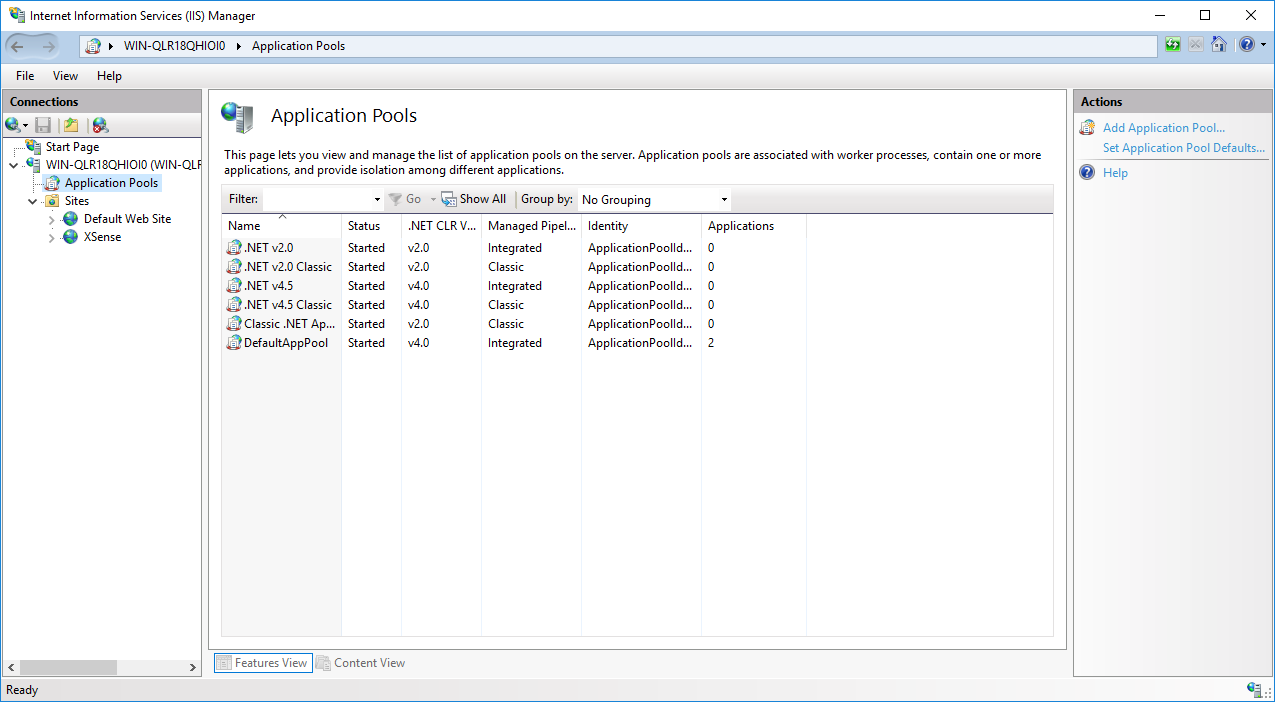 Internet Information Services (IIS) Manager
WIN-QLR18QHIOI0 Application Pools
File View Help
Connections
Start Page
WIN-QLR18QHIOI0 (WIN-QLR
Application Pools
Sites
Default Web Site
XSense
Application Pools
This page lets you view and manage the list of application pools on the server. Application pools are associated with worker processes, contain one or more
applications, and provide isolation among different applications.
Filter: Go Show All Group by: No Grouping
Name Status .NET CLR V... Managed Pipel... Identity Applications
.NET v2.0 Started v2.0 Integrated ApplicationPoolId... 0
.NET v2.0 Classic Started v2.0 Classic ApplicationPoolId... 0
.NET v4.5 Started v4.0 Integrated ApplicationPoolId... 0
.NET v4.5 Classic Started v4.0 Classic ApplicationPoolId... 0
Classic .NET Ap... Started v2.0 Classic ApplicationPoolId... 0
DefaultAppPool Started v4.0 Integrated ApplicationPoolId... 2
Features View Content View
Actions
Add Application Pool...
Set Application Pool Defaults...
Help
Ready